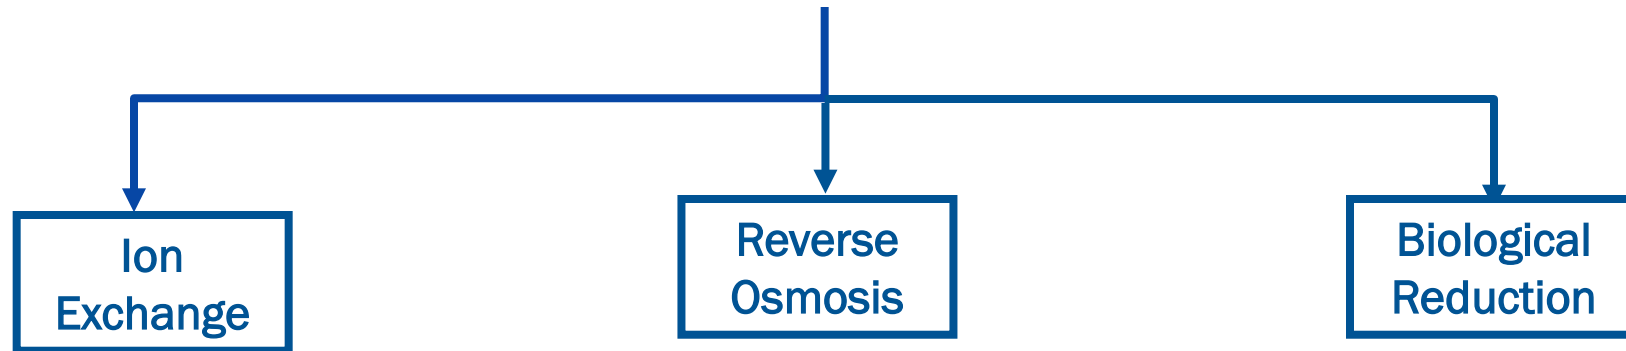 Ion
Exchange
Reverse
Osmosis
Biological
Reduction